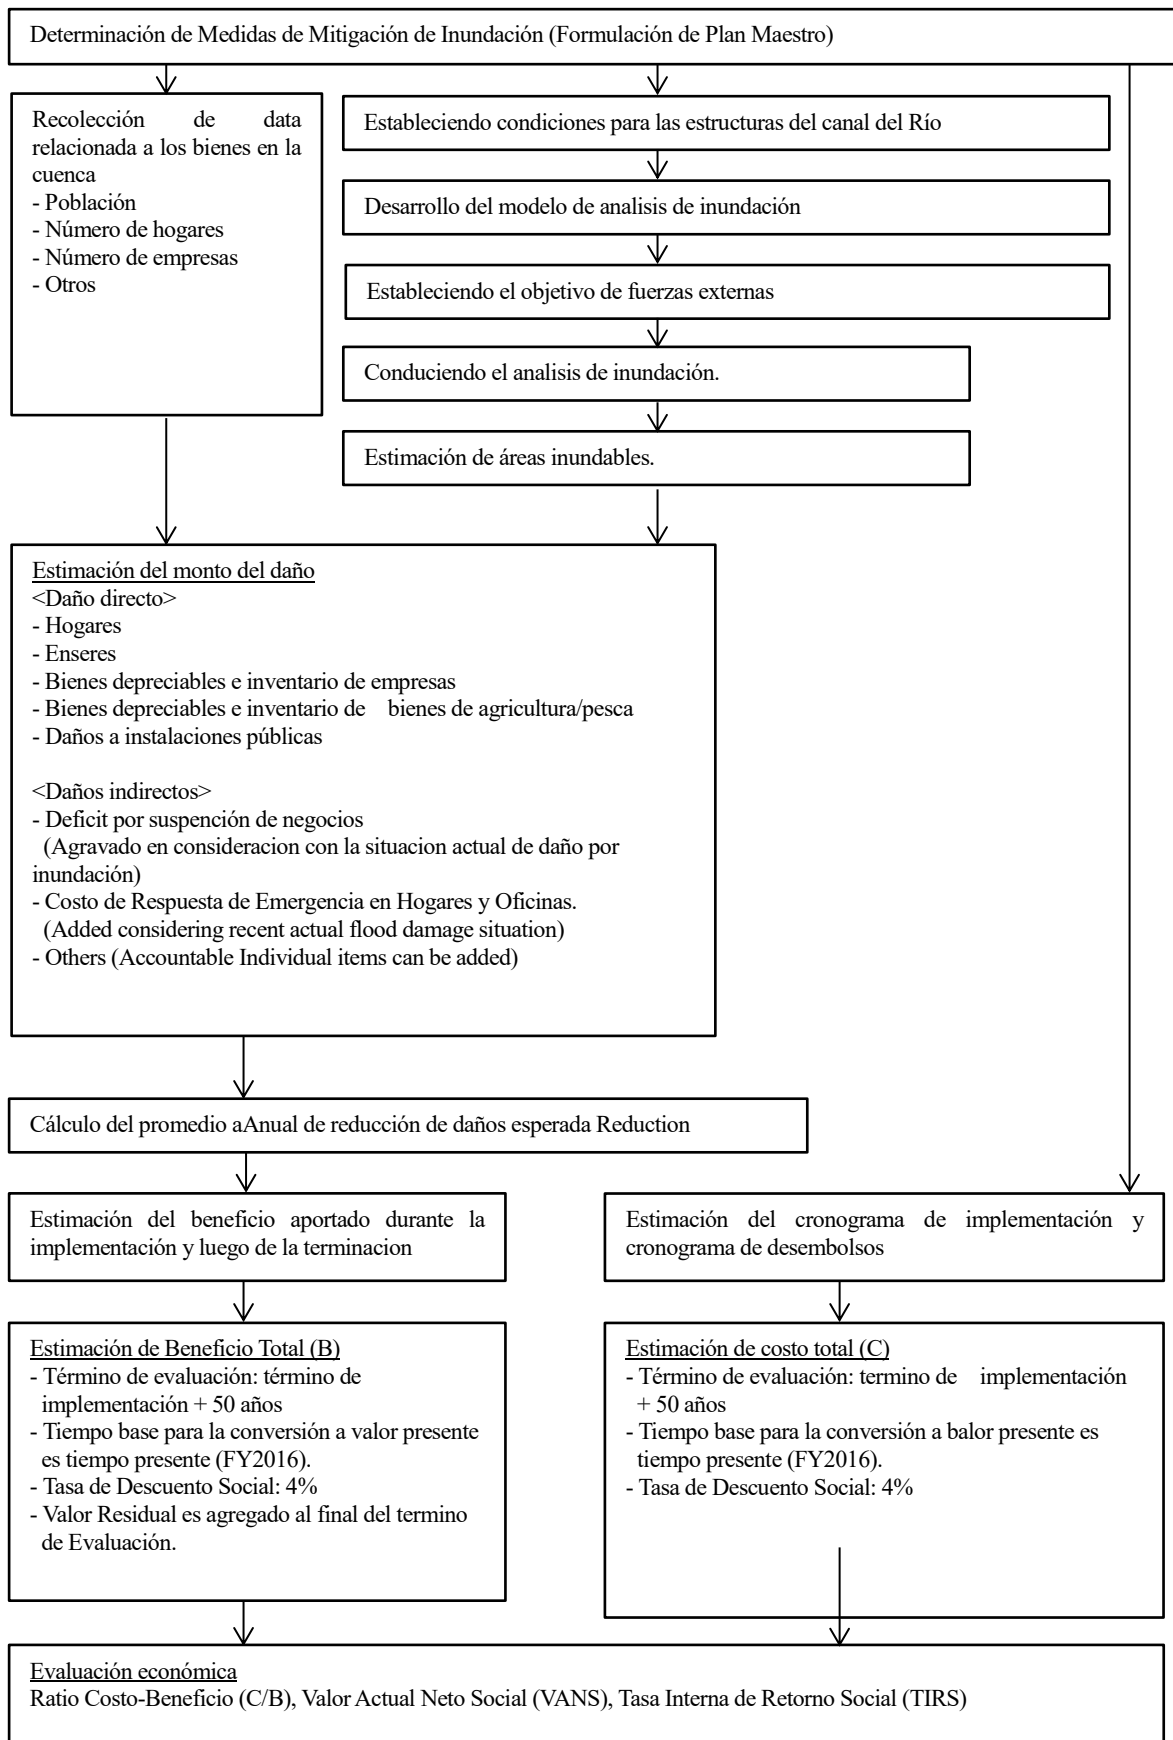 Determinación de Medidas de Mitigación de Inundación (Formulación de Plan Maestro)
Recolección de data
relacionada a los bienes en la
cuenca
- Población
- Número de hogares
- Número de empresas
- Otros
Estableciendo condiciones para las estructuras del canal del Río
Desarrollo del modelo de analisis de inundación
Estableciendo el objetivo de fuerzas externas
Conduciendo el analisis de inundación.
Estimación de áreas inundables.
Estimación del monto del daño
<Daño directo>
- Hogares
- Enseres
- Bienes depreciables e inventario de empresas
- Bienes depreciables e inventario de bienes de agricultura/pesca
- Daños a instalaciones públicas
<Daños indirectos>
- Deficit por suspención de negocios
(Agravado en consideracion con la situacion actual de daño por
inundación)
- Costo de Respuesta de Emergencia en Hogares y Oficinas.
(Added considering recent actual flood damage situation)
- Others (Accountable Individual items can be added)
Cálculo del promedio aAnual de reducción de daños esperada Reduction
Estimación del beneficio aportado durante la
implementación y luego de la terminacion
Estimación del cronograma de implementación y
cronograma de desembolsos
Estimación de Beneficio Total (B)
- Término de evaluación: término de
implementación + 50 años
- Tiempo base para la conversión a valor presente
es tiempo presente (FY2016).
- Tasa de Descuento Social: 4%
- Valor Residual es agregado al final del termino
de Evaluación.
Estimación de costo total (C)
- Término de evaluación: termino de implementación
+ 50 años
- Tiempo base para la conversión a balor presente es
tiempo presente (FY2016).
- Tasa de Descuento Social: 4%
Evaluación económica
Ratio Costo-Beneficio (C/B), Valor Actual Neto Social (VANS), Tasa Interna de Retorno Social (TIRS)